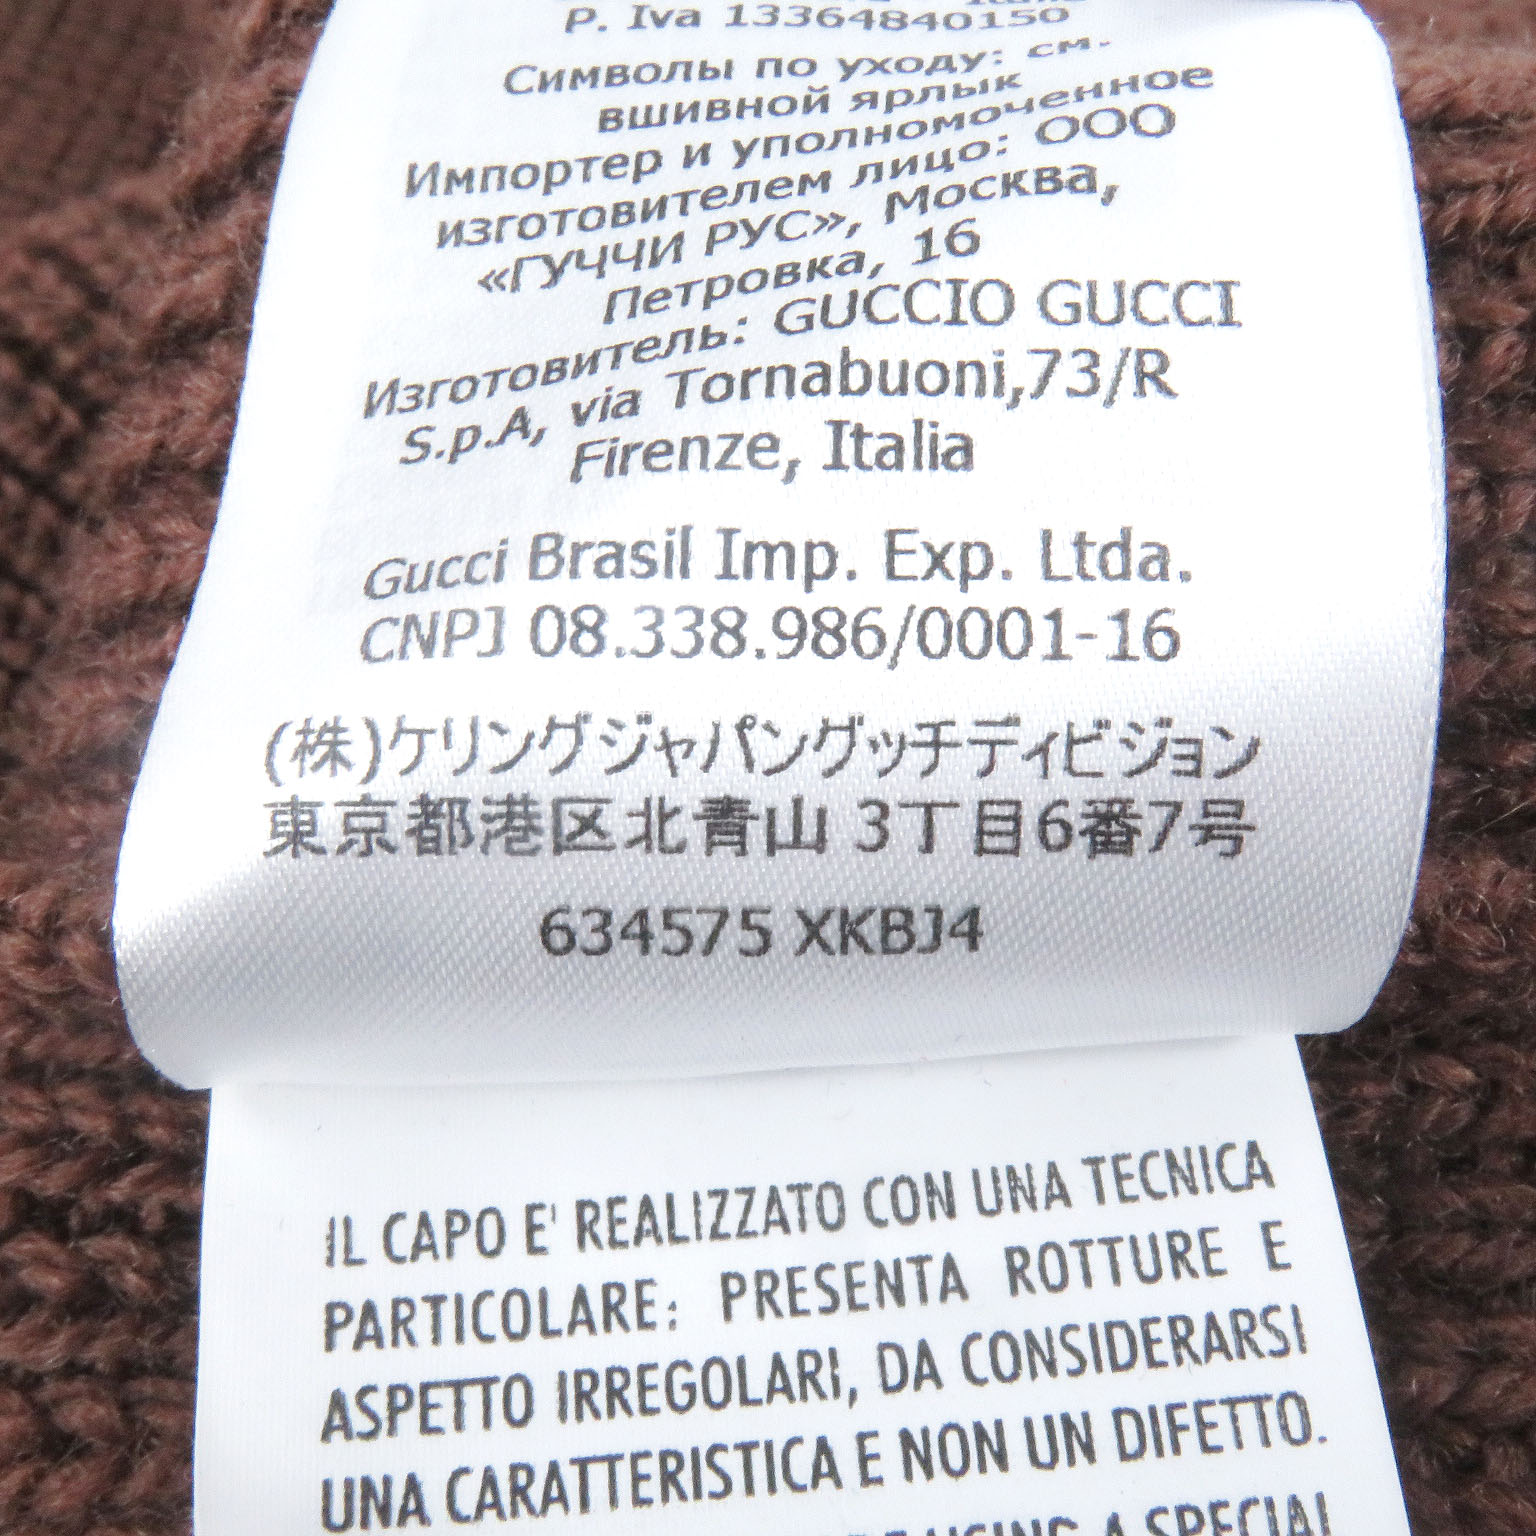 P. Iva 13364840150
Символы по уходу: см.
вшивной ярлык
Импортер и уполномоченное
изготовителем лицо: ООО
«ГУЧЧИ РУС», Москва,
Петровка, 16
Изготовитель: GUCCIO GUCCI
S.p.A, via Tornabuoni,73/R
Firenze, Italia
Gucci Brasil Imp. Exp. Ltda.
CNPJ 08.338.986/0001-16
(株)ケリングジャパングッチディビジョン
東京都港区北青山 3丁目6番7号
634575 XKBJ4
IL CAPO E' REALIZZATO CON UNA TECNICA
PARTICOLARE: PRESENTA ROTTURE E
ASPETTO IRREGOLARI, DA CONSIDERARSI
UNA CARATTERISTICA E NON UN DIFETTO.
USING A SPECIAL